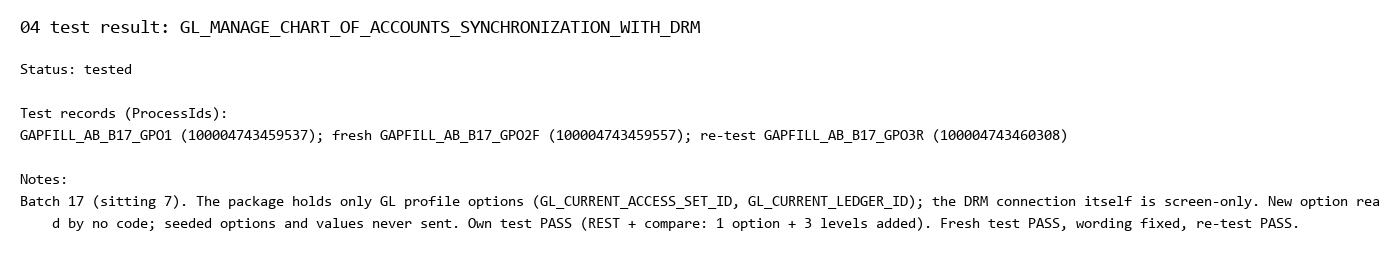 04 test result: GL_MANAGE_CHART_OF_ACCOUNTS_SYNCHRONIZATION_WITH_DRM
Status: tested
Test records (ProcessIds):
GAPFILL_AB_B17_GPO1 (100004743459537); fresh GAPFILL_AB_B17_GPO2F (100004743459557); re-test GAPFILL_AB_B17_GPO3R (100004743460308)
Notes:
Batch 17 (sitting 7). The package holds only GL profile options (GL_CURRENT_ACCESS_SET_ID, GL_CURRENT_LEDGER_ID); the DRM connection itself is screen-only. New option rea
d by no code; seeded options and values never sent. Own test PASS (REST + compare: 1 option + 3 levels added). Fresh test PASS, wording fixed, re-test PASS.